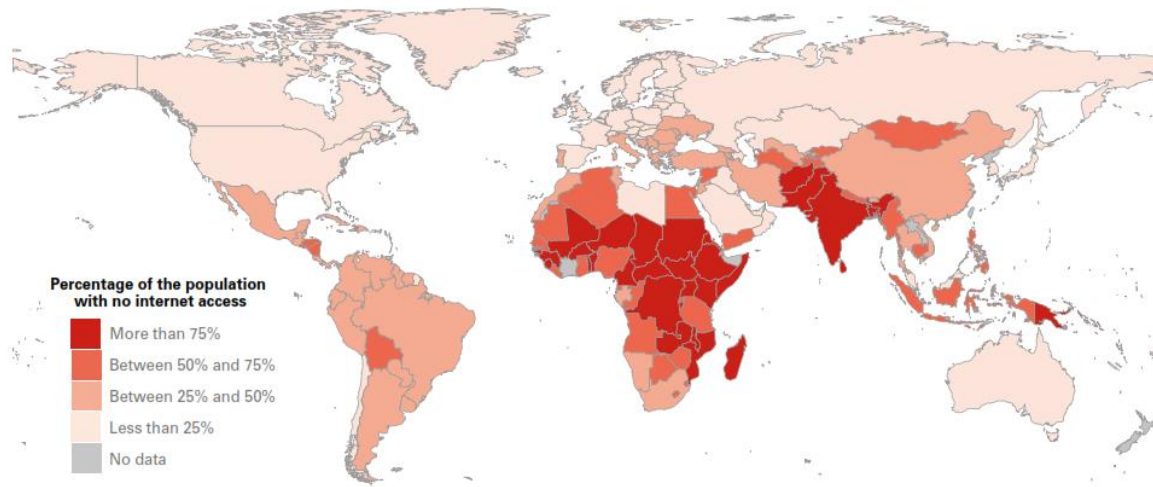 Percentage of the population
with no internet access
More than 75%
Between 50% and 75%
Between 25% and 50%
Less than 25%
No data